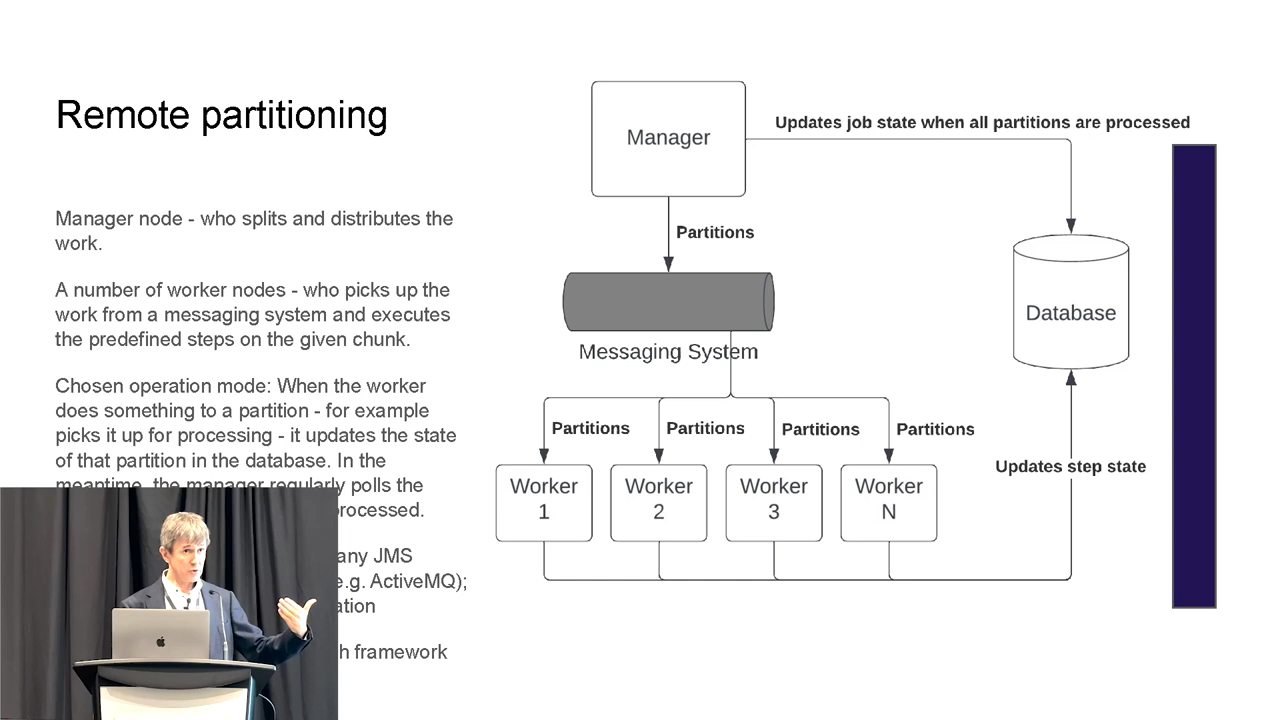 Remote partitioning
Manager node - who splits and distributes the
work.
A number of worker nodes - who picks up the
work from a messaging system and executes
the predefined steps on the given chunk.
Chosen operation mode: When the worker
does something to a partition - for example
picks it up for processing - it updates the state
of that partition in the database. In the
meantime, the manager regularly polls the
processed.
any JMS
e.g. ActiveMQ);
h framework
Manager
Updates job state when all partitions are processed
Partitions
Messaging System
Database
Partitions
Partitions
Partitions
Partitions
Updates step state
Worker
1
Worker
2
Worker
3
Worker
N